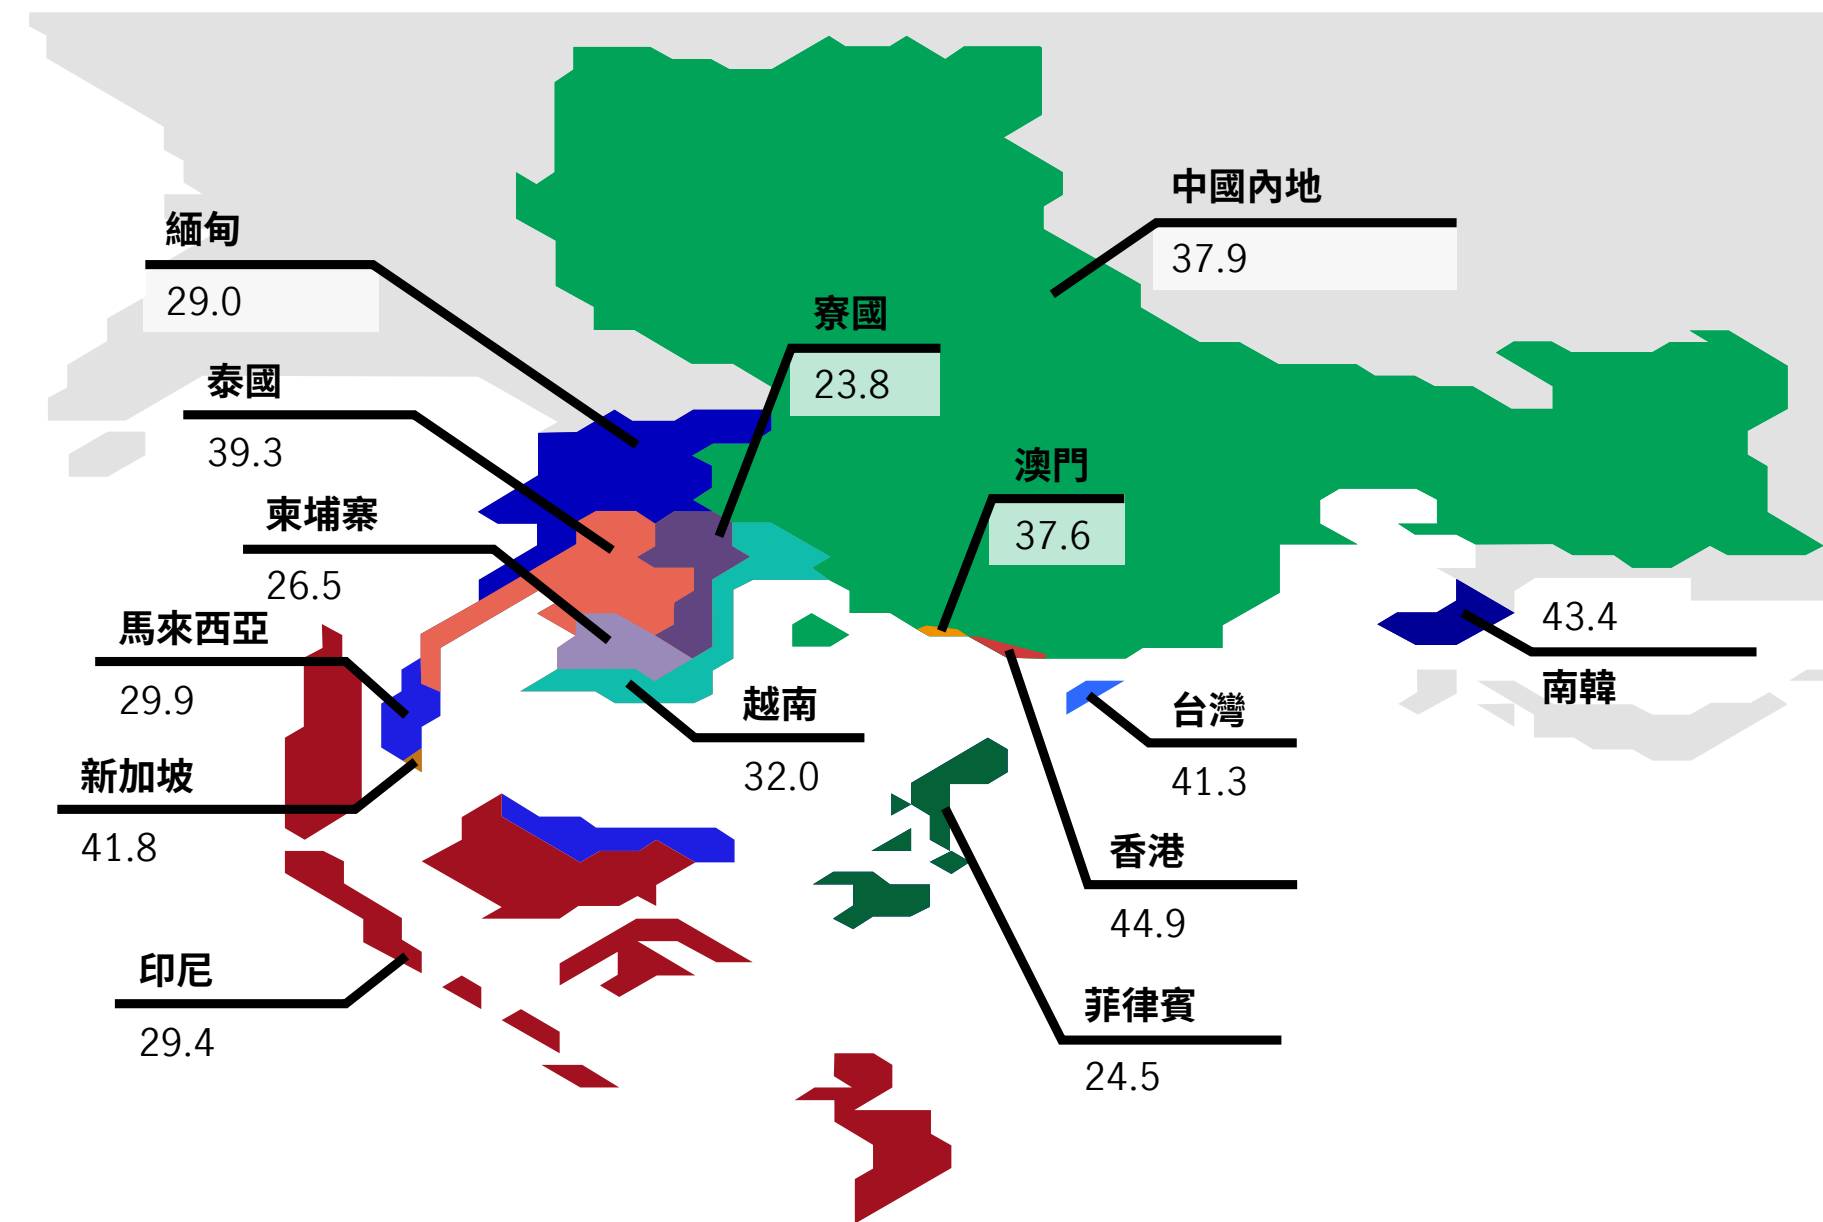 中國內地
37.9
緬甸
29.0
寮國
23.8
泰國
39.3
澳門
37.6
柬埔寨
26.5
43.4
南韓
馬來西亞
29.9
越南
32.0
台灣
41.3
新加坡
41.8
香港
44.9
印尼
29.4
菲律賓
24.5